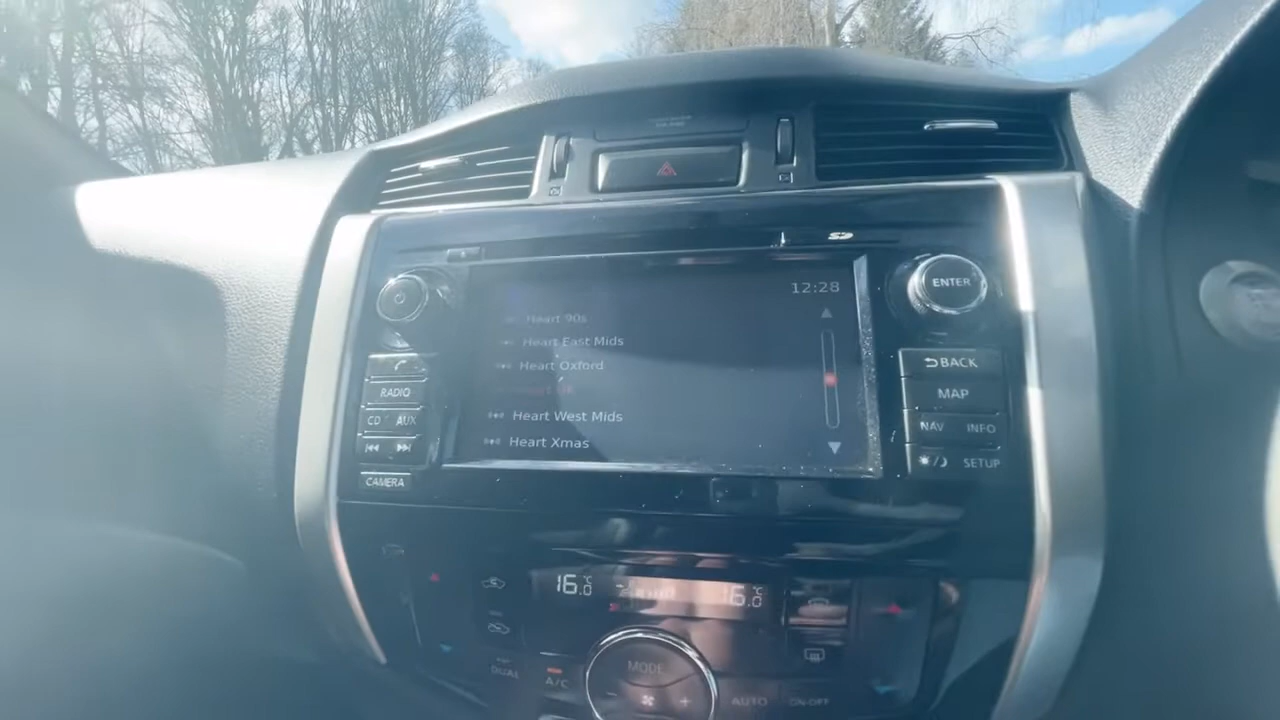 12:28
Heart 90s
Heart East Mids
Heart Oxford
Heart West Mids
Heart Xmas
RADIO
CD AUX
CAMERA
ENTER
BACK
MAP
NAV INFO
SETUP
16.0°C
16.0°C
MODE
DUAL
A/C
AUTO
ON-OFF